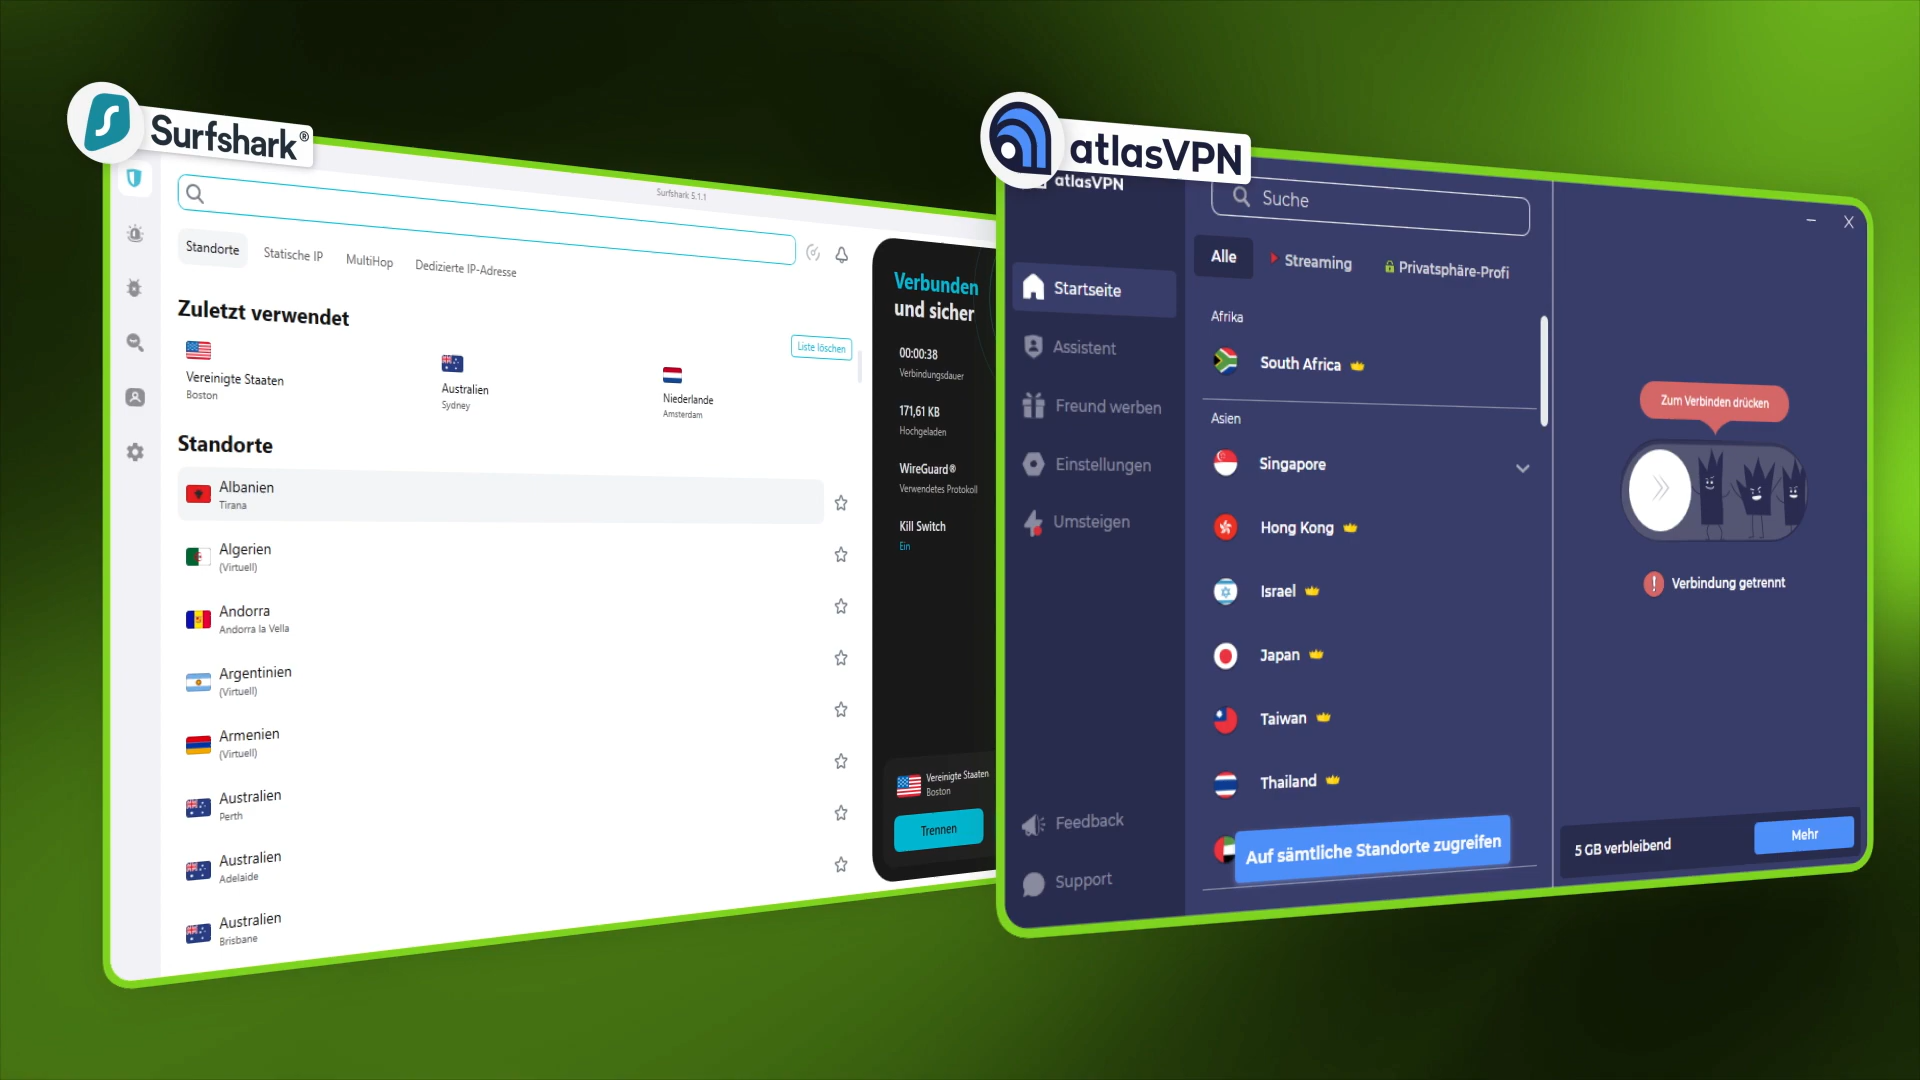 Surfshark®
Surfshark 5.1.1
Standorte
Statische IP
MultiHop
Dedizierte IP-Adresse
Zuletzt verwendet
Liste löschen
Vereinigte Staaten
Boston
Australien
Sydney
Niederlande
Amsterdam
Standorte
Albanien
Tirana
Algerien
(Virtuell)
Andorra
Andorra la Vella
Argentinien
(Virtuell)
Armenien
(Virtuell)
Australien
Perth
Australien
Adelaide
Australien
Brisbane
Verbunden
und sicher
00:00:38
Verbindungsdauer
171,61 KB
Hochgeladen
WireGuard®
Verwendetes Protokoll
Kill Switch
Ein
Vereinigte Staaten
Boston
Trennen
atlasVPN
atlasVPN
Startseite
Assistent
Freund werben
Einstellungen
Umsteigen
Feedback
Support
Suche
Alle
Streaming
Privatsphäre-Profi
Afrika
South Africa
Asien
Singapore
Hong Kong
Israel
Japan
Taiwan
Thailand
Auf sämtliche Standorte zugreifen
Zum Verbinden drücken
Verbindung getrennt
5 GB verbleibend
Mehr